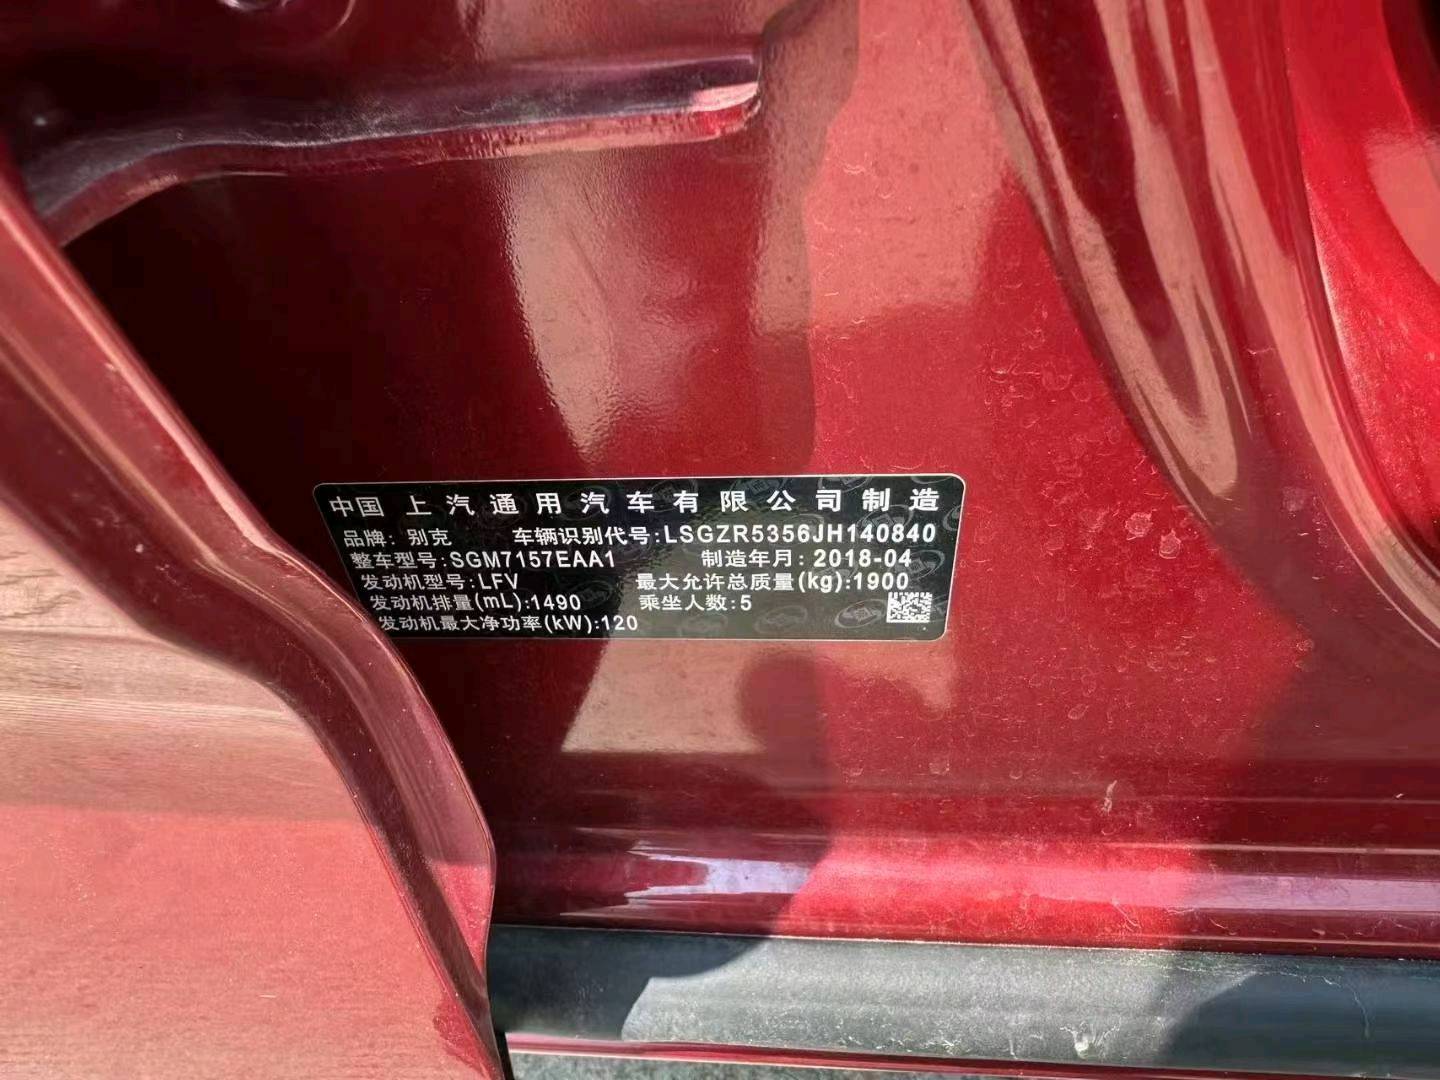 中国 上汽通用汽车有限公司制造
品牌: 别克 车辆识别代号:LSGZR5356JH140840
整车型号:SGM7157EAA1 制造年月:2018-04
发动机型号:LFV 最大允许总质量(kg):1900
发动机排量(mL):1490 乘坐人数:5
发动机最大净功率(kW):120